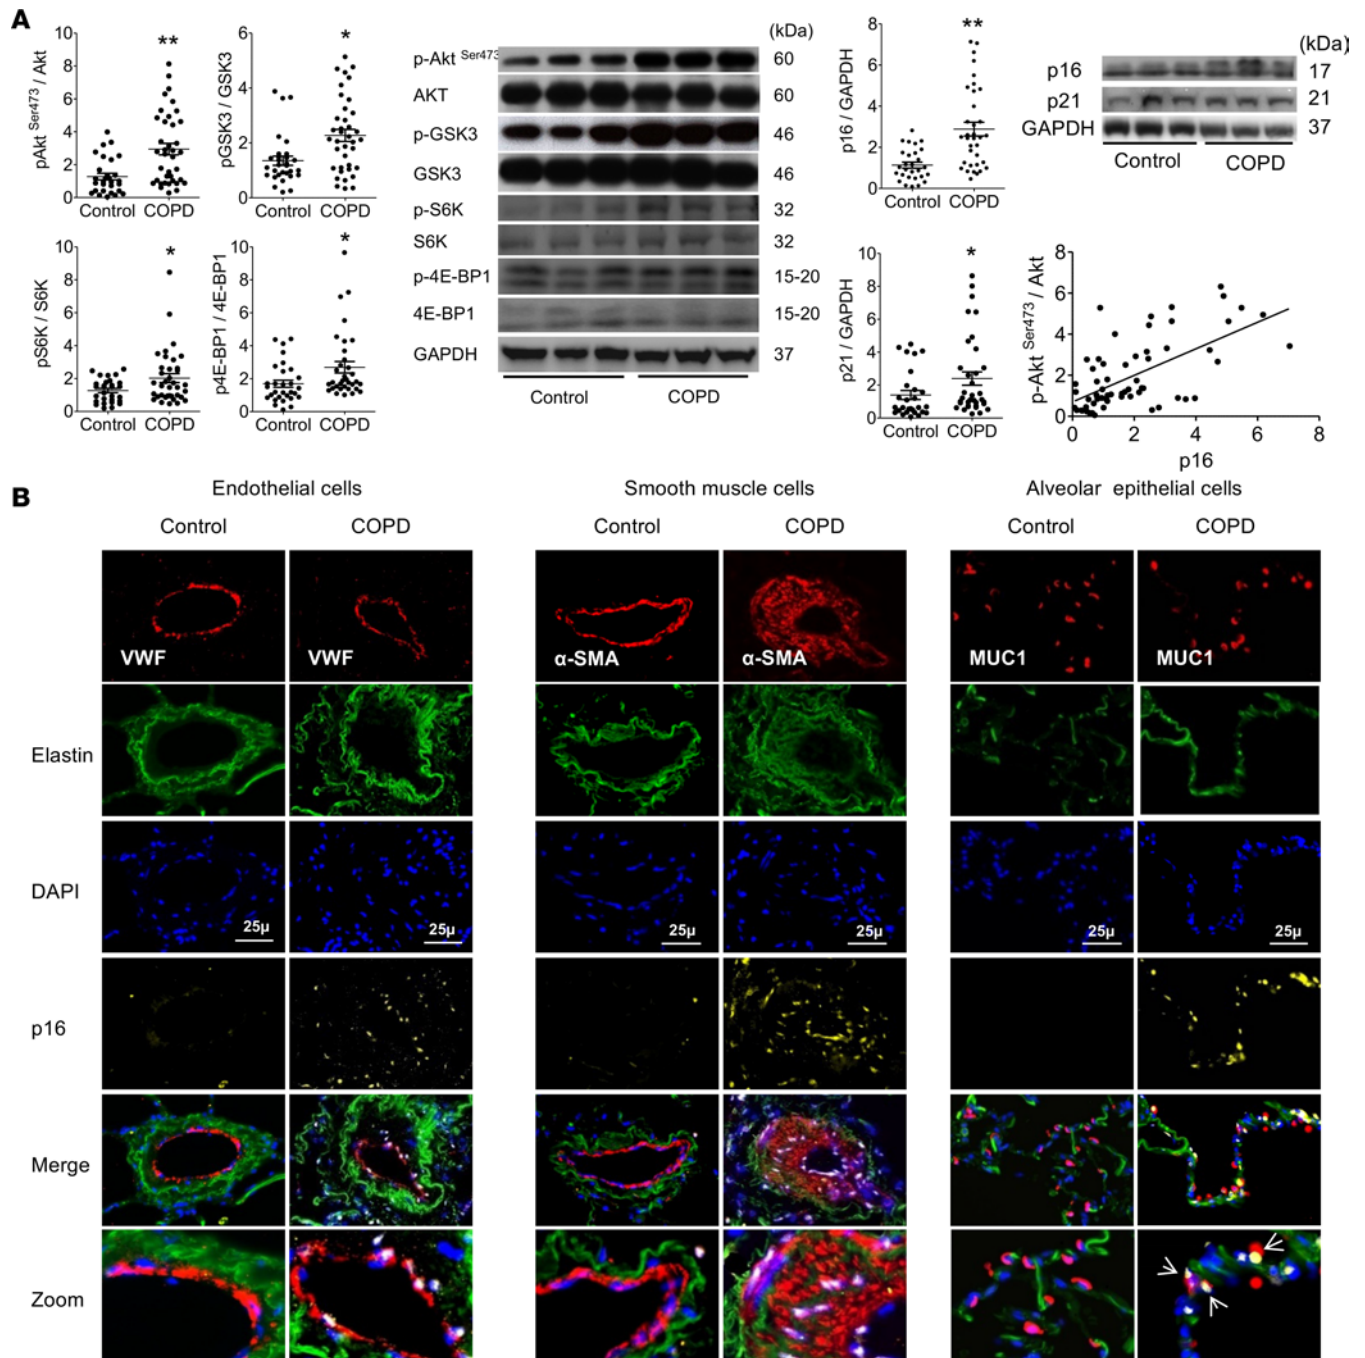 A
pAkt Ser473 / Akt
10
8
6
4
2
0
Control COPD
**
pGSK3 / GSK3
6
4
2
0
Control COPD
*
pS6K / S6K
10
8
6
4
2
0
Control COPD
*
p4E-BP1 / 4E-BP1
10
8
6
4
2
0
Control COPD
*
(kDa)
p-Akt Ser473 60
AKT 60
p-GSK3 46
GSK3 46
p-S6K 32
S6K 32
p-4E-BP1 15-20
4E-BP1 15-20
GAPDH 37
Control COPD
p16 / GAPDH
8
6
4
2
0
Control COPD
**
(kDa)
p16 17
p21 21
GAPDH 37
Control COPD
p21 / GAPDH
10
8
6
4
2
0
Control COPD
*
p-Akt Ser473 / Akt
8
6
4
2
0
0 2 4 6 8
p16
B
Endothelial cells Smooth muscle cells Alveolar epithelial cells
Control COPD Control COPD Control COPD
VWF VWF α-SMA α-SMA MUC1 MUC1
Elastin
DAPI
25µ 25µ 25µ 25µ 25µ 25µ
p16
Merge
Zoom